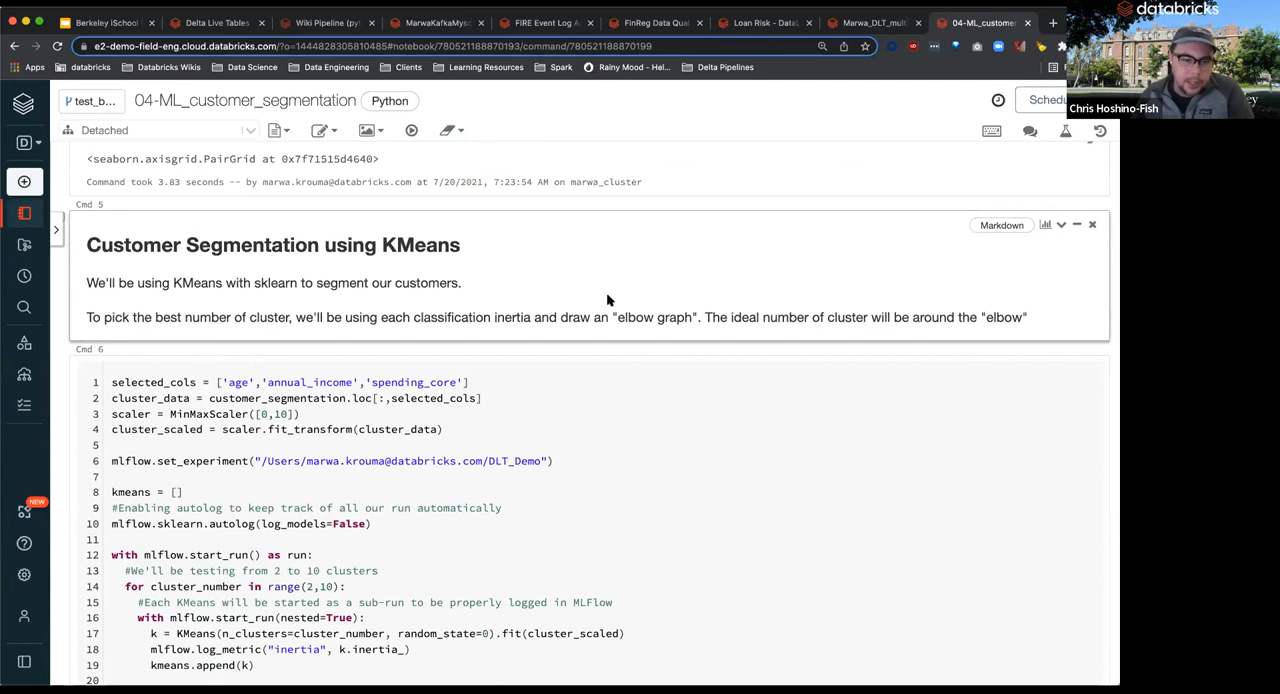 Berkeley iSchool
Delta Live Tables
Wiki Pipeline (pyt
MarwaKafkaMysc
FIRE Event Log A
FinReg Data Qual
Loan Risk - DataL
Marwa_DLT_multi
04-ML_customer
e2-demo-field-eng.cloud.databricks.com/?o=1444828305810485#notebook/780521188870193/command/780521188870199
Apps
databricks
Databricks Wikis
Data Science
Data Engineering
Clients
Learning Resources
Spark
Rainy Mood - Hel...
Delta Pipelines
databricks
Chris Hoshino-Fish
test_b...
04-ML_customer_segmentation
Python
Schedu
Detached
D
NEW
<seaborn.axisgrid.PairGrid at 0x7f71515d4640>
Command took 3.83 seconds -- by marwa.krouma@databricks.com at 7/20/2021, 7:23:54 AM on marwa_cluster
Cmd 5
Markdown
Customer Segmentation using KMeans
We'll be using KMeans with sklearn to segment our customers.
To pick the best number of cluster, we'll be using each classification inertia and draw an "elbow graph". The ideal number of cluster will be around the "elbow"
Cmd 6
1 selected_cols = ['age','annual_income','spending_core']
2 cluster_data = customer_segmentation.loc[:,selected_cols]
3 scaler = MinMaxScaler([0,10])
4 cluster_scaled = scaler.fit_transform(cluster_data)
5
6 mlflow.set_experiment("/Users/marwa.krouma@databricks.com/DLT_Demo")
7
8 kmeans = []
9 #Enabling autolog to keep track of all our run automatically
10 mlflow.sklearn.autolog(log_models=False)
11
12 with mlflow.start_run() as run:
13 #We'll be testing from 2 to 10 clusters
14 for cluster_number in range(2,10):
15 #Each KMeans will be started as a sub-run to be properly logged in MLFlow
16 with mlflow.start_run(nested=True):
17 k = KMeans(n_clusters=cluster_number, random_state=0).fit(cluster_scaled)
18 mlflow.log_metric("inertia", k.inertia_)
19 kmeans.append(k)
20